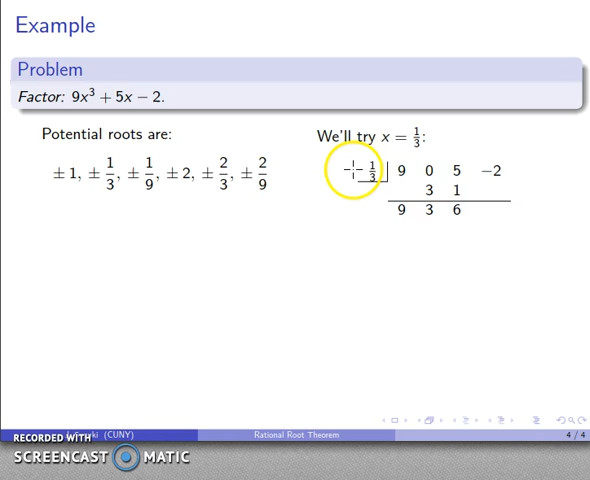 Example
Problem
Factor: 9x³ + 5x − 2.
Potential roots are:
± 1, ± 1/3, ± 1/9, ± 2, ± 2/3, ± 2/9
We'll try x = 1/3:
1/3 9 0 5 −2
3 1
9 3 6
(CUNY) Rational Root Theorem 4 / 4
RECORDED WITH
SCREENCAST MATIC